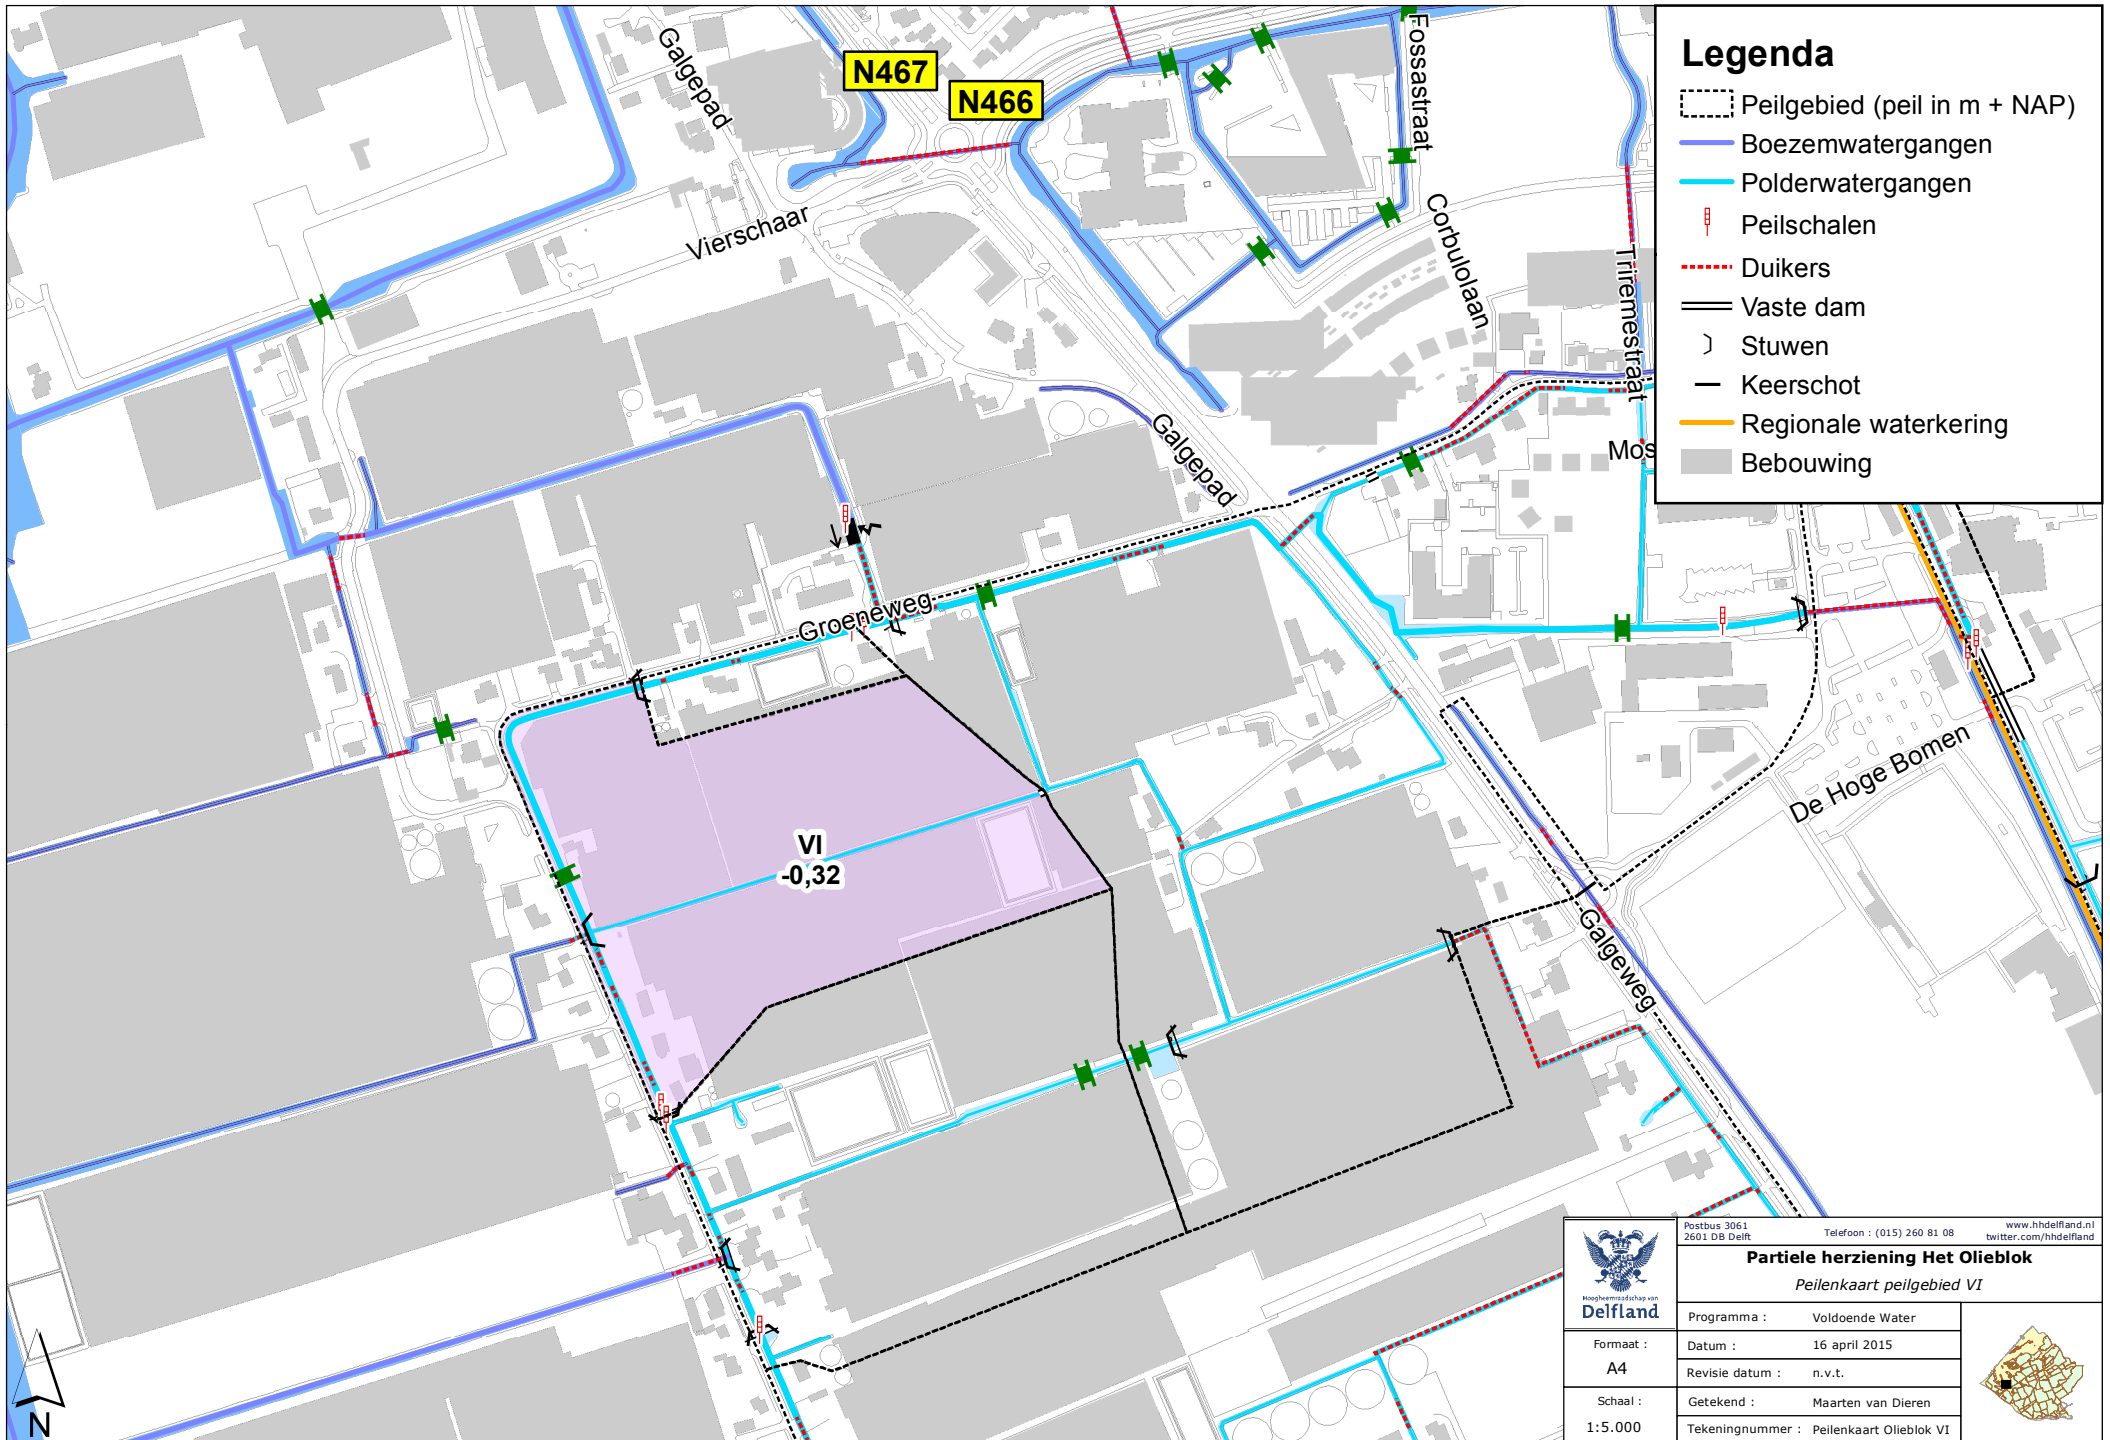 N467
N466
Galgepad
Vierschaar
Fossastraat
Corbulolaan
Triremestraat
Mos
Galgepad
Groeneweg
VI
-0,32
De Hoge Bomen
Galgeweg
N
Legenda
Peilgebied (peil in m + NAP)
Boezemwatergangen
Polderwatergangen
Peilschalen
Duikers
Vaste dam
Stuwen
Keerschot
Regionale waterkering
Bebouwing
Hoogheemraadschap van
Delfland
Postbus 3061
2601 DB Delft
Telefoon : (015) 260 81 08
www.hhdelfland.nl
twitter.com/hhdelfland
Partiele herziening Het Olieblok
Peilenkaart peilgebied VI
Programma : Voldoende Water
Formaat :
A4
Datum : 16 april 2015
Revisie datum : n.v.t.
Schaal :
1:5.000
Getekend : Maarten van Dieren
Tekeningnummer : Peilenkaart Olieblok VI